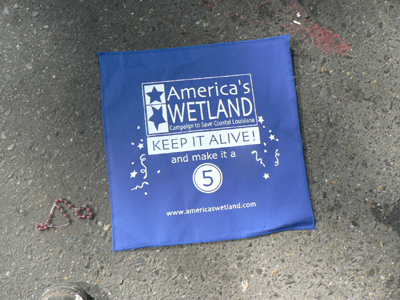 America's
WETLAND
Campaign to Save Coastal Louisiana
KEEP IT ALIVE!
and make it a
5
www.americaswetland.com